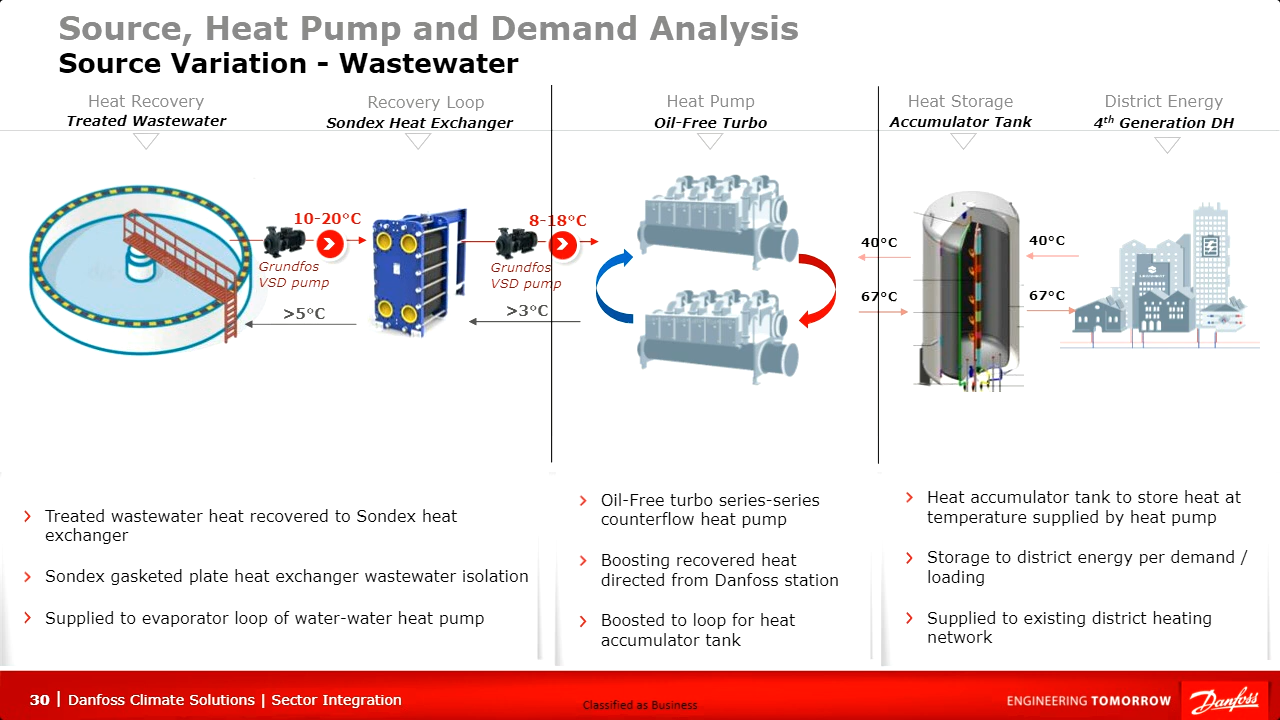 Source, Heat Pump and Demand Analysis
Source Variation - Wastewater
Heat Recovery
Treated Wastewater
Recovery Loop
Sondex Heat Exchanger
Heat Pump
Oil-Free Turbo
Heat Storage
Accumulator Tank
District Energy
4th Generation DH
10-20°C
Grundfos
VSD pump
>5°C
8-18°C
Grundfos
VSD pump
>3°C
40°C
67°C
40°C
67°C
Treated wastewater heat recovered to Sondex heat
exchanger
Sondex gasketed plate heat exchanger wastewater isolation
Supplied to evaporator loop of water-water heat pump
Oil-Free turbo series-series
counterflow heat pump
Boosting recovered heat
directed from Danfoss station
Boosted to loop for heat
accumulator tank
Heat accumulator tank to store heat at
temperature supplied by heat pump
Storage to district energy per demand /
loading
Supplied to existing district heating
network
30 | Danfoss Climate Solutions | Sector Integration
Classified as Business
ENGINEERING TOMORROW
Danfoss